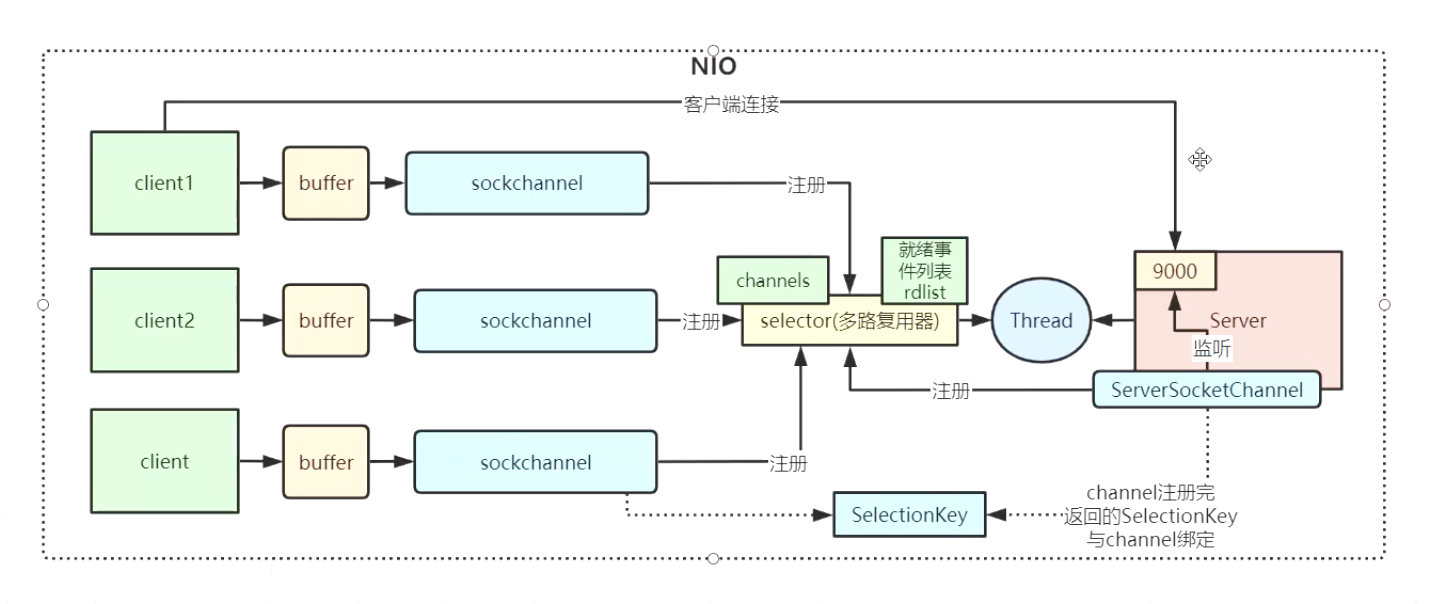 NIO
客户端连接
client1
buffer
sockchannel
注册
client2
buffer
sockchannel
注册
channels
就绪事
件列表
rdlist
selector(多路复用器)
Thread
9000
Server
监听
ServerSocketChannel
注册
client
buffer
sockchannel
注册
SelectionKey
channel注册完
返回的SelectionKey
与channel绑定